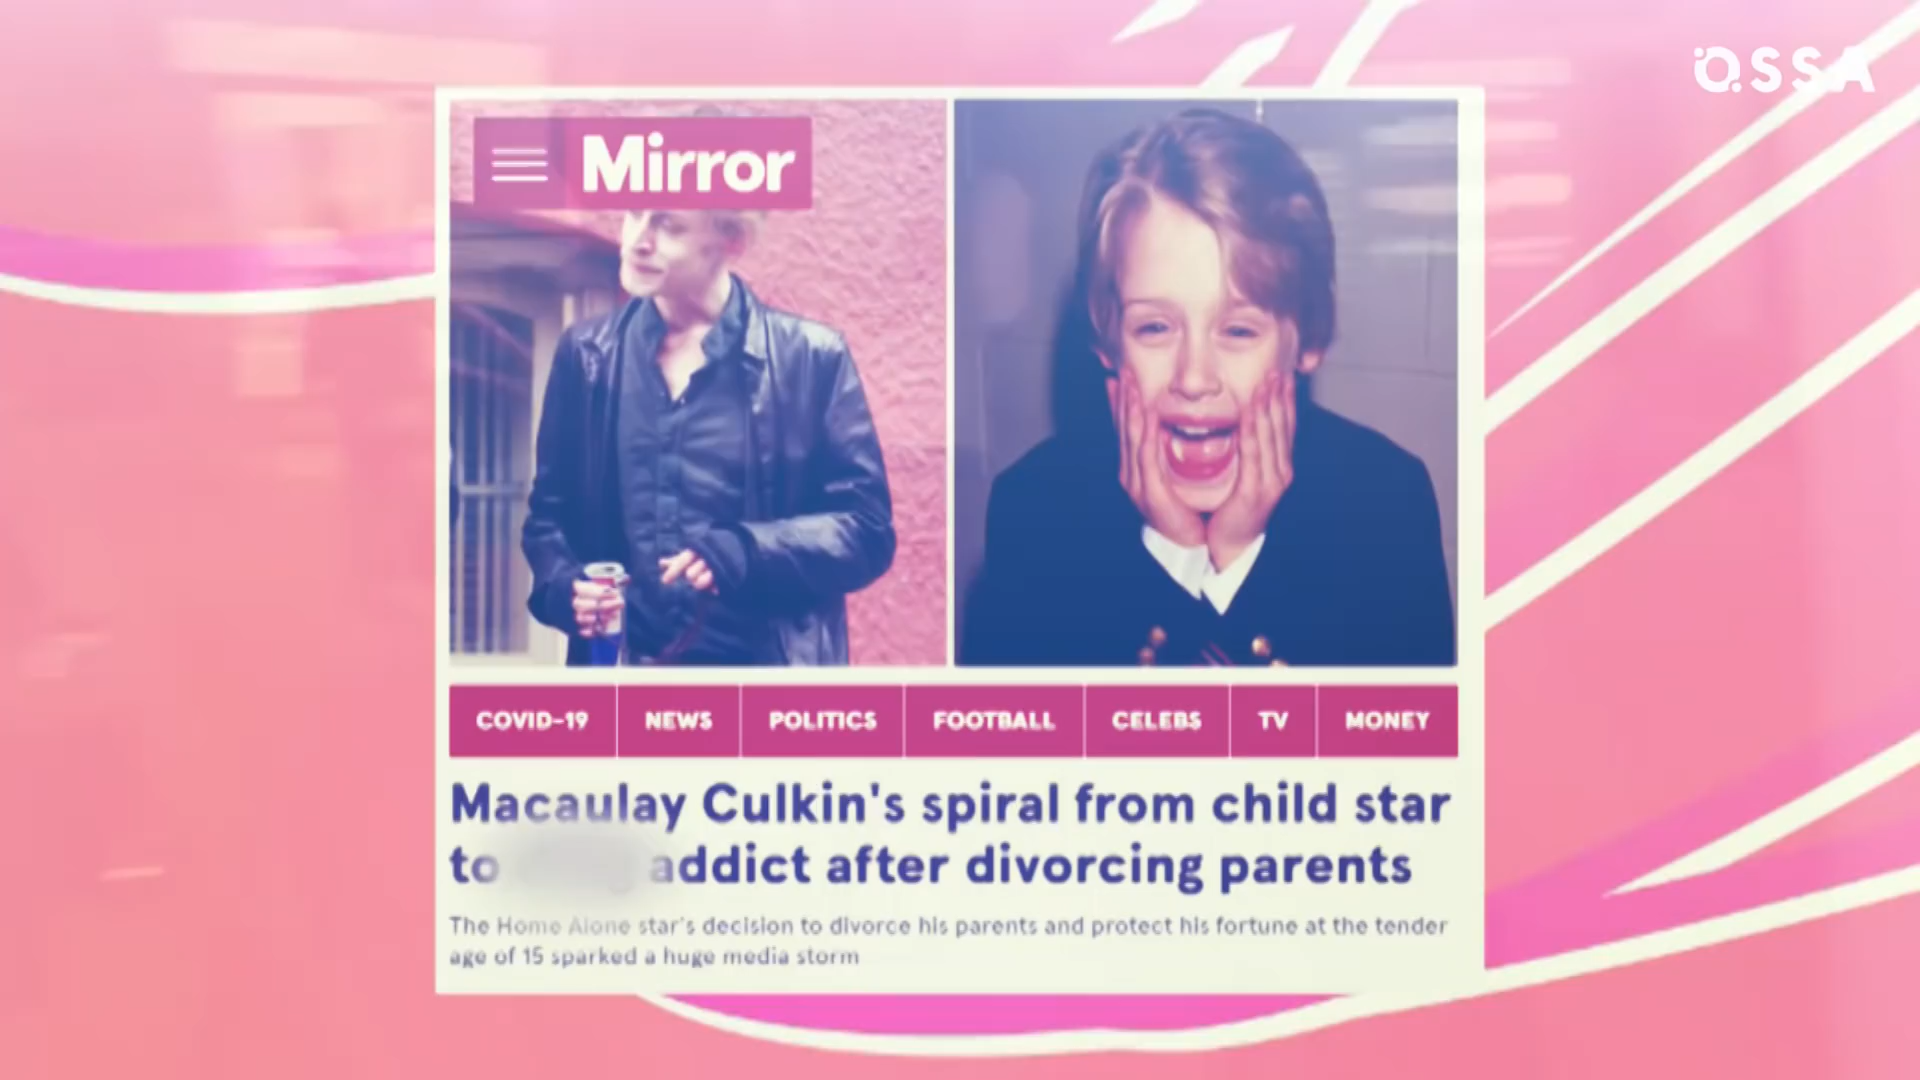 OSSA
Mirror
COVID-19 NEWS POLITICS FOOTBALL CELEBS TV MONEY
Macaulay Culkin's spiral from child star
to addict after divorcing parents
The Home Alone star's decision to divorce his parents and protect his fortune at the tender
age of 15 sparked a huge media storm